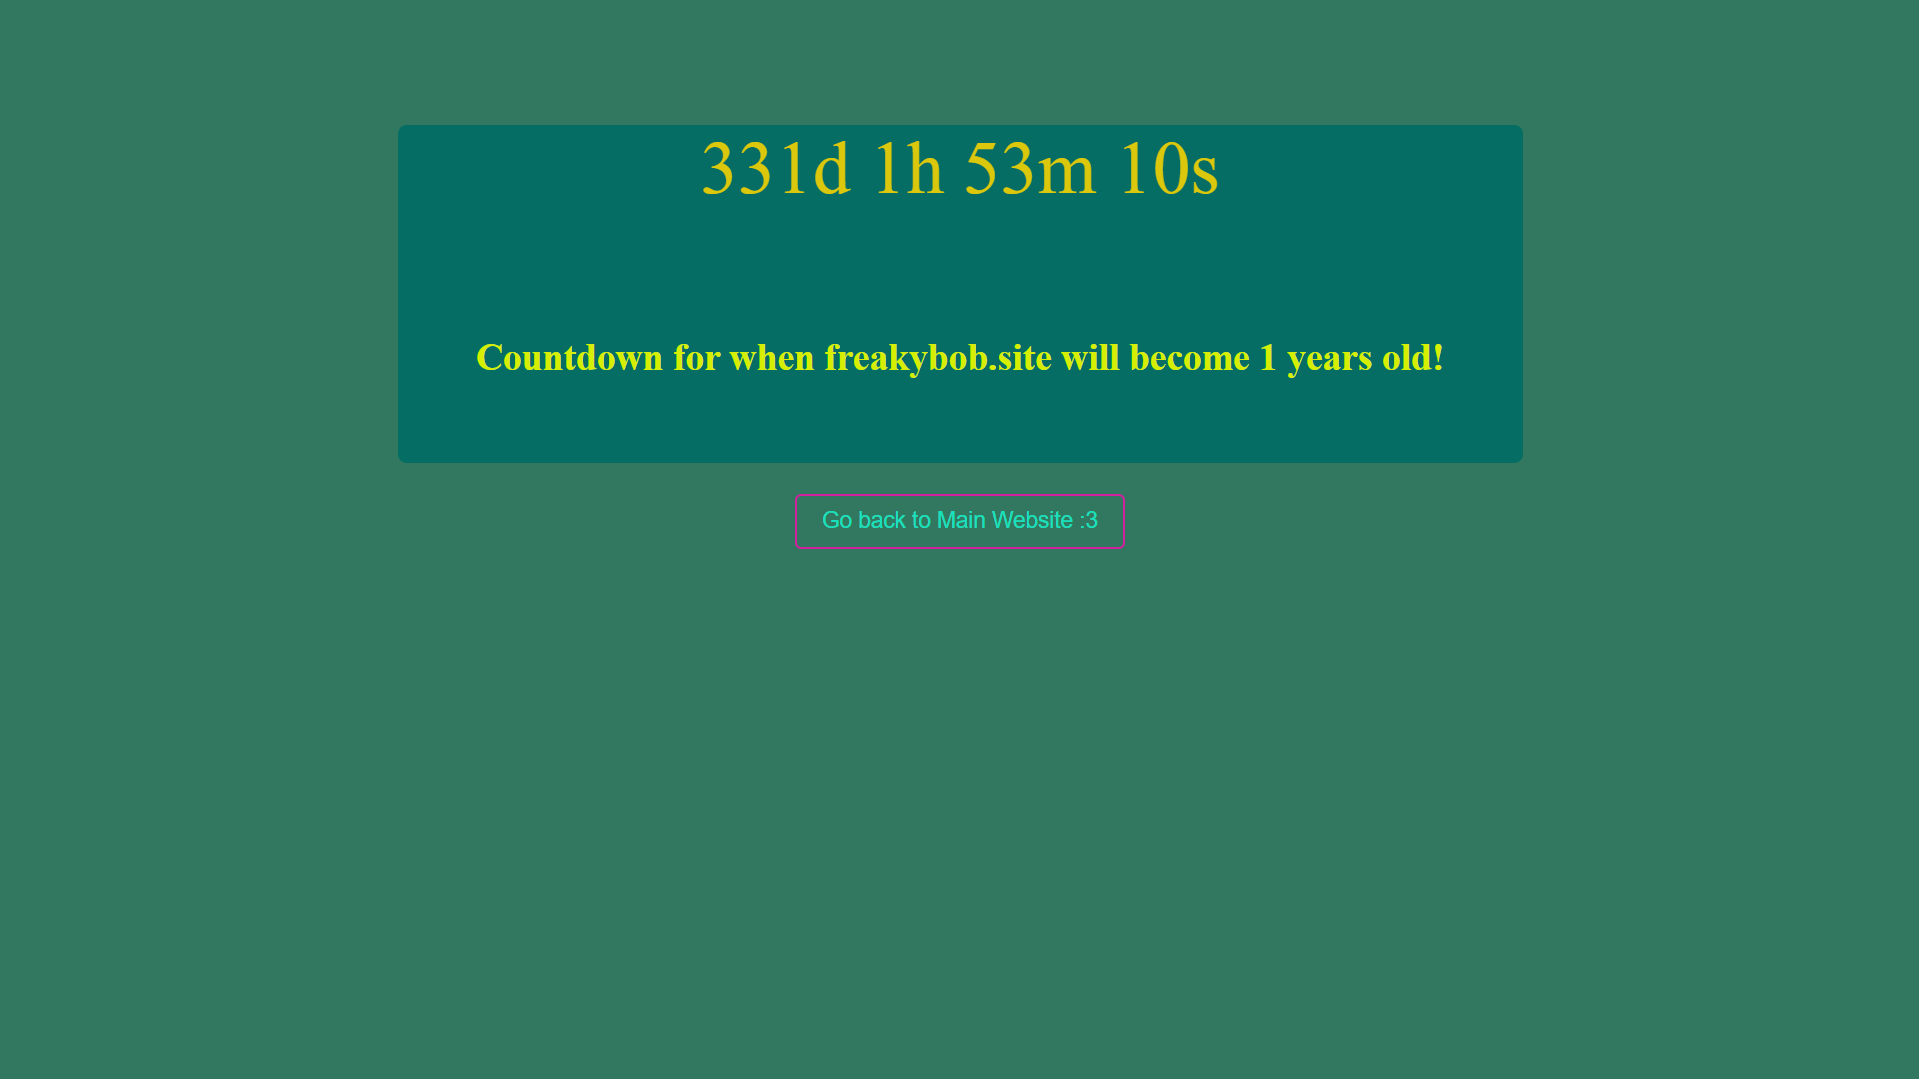 331d 1h 53m 10s
Countdown for when freakybob.site will become 1 years old!
Go back to Main Website :3